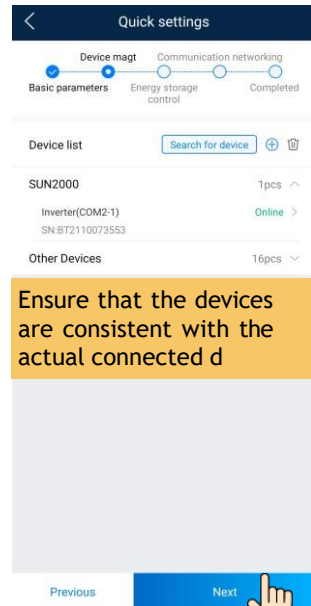 Quick settings
Device magt Communication networking
Basic parameters Energy storage control Completed
Device list Search for device
SUN2000 1pcs
Inverter(COM2-1) Online
SN:BT2110073553
Other Devices 16pcs
Ensure that the devices
are consistent with the
actual connected d
Previous Next